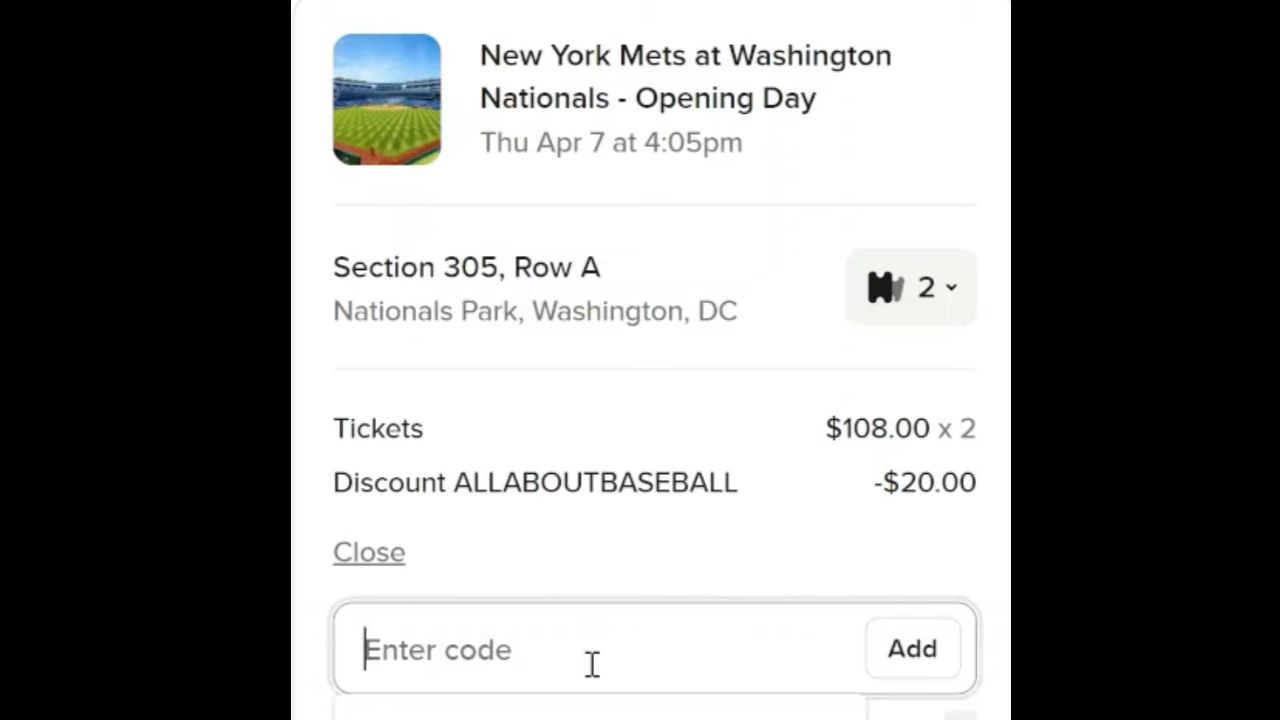 New York Mets at Washington
Nationals - Opening Day
Thu Apr 7 at 4:05pm
Section 305, Row A
Nationals Park, Washington, DC
2
Tickets $108.00 x 2
Discount ALLABOUTBASEBALL -$20.00
Close
Enter code Add